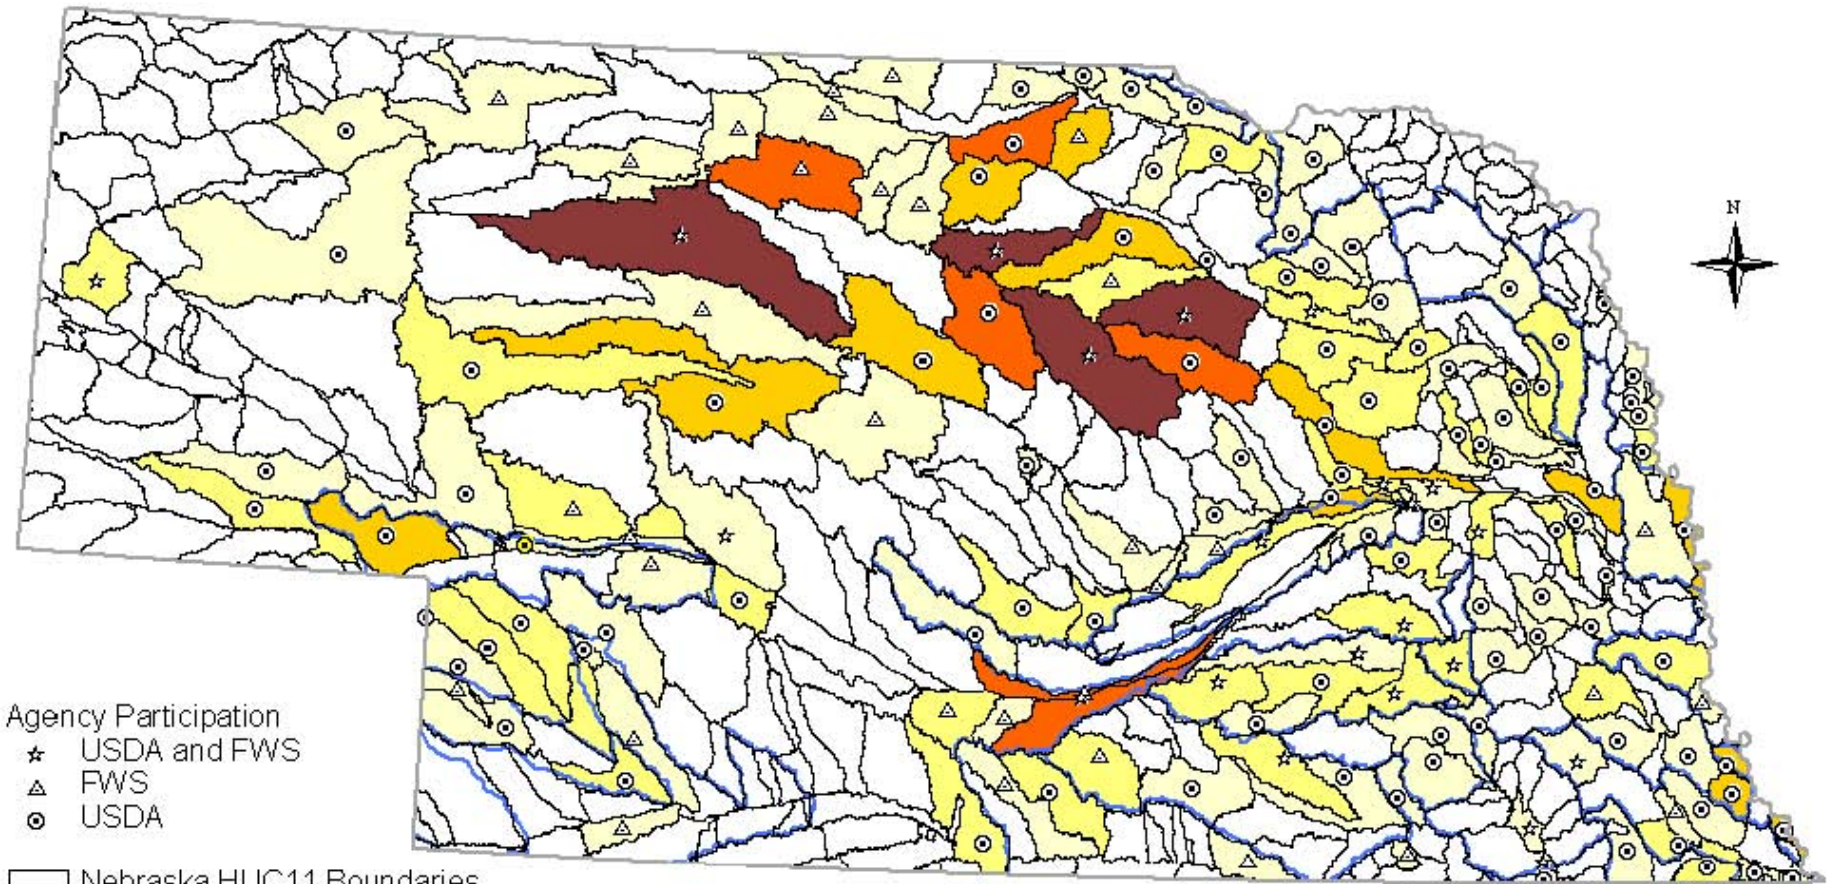 N
Agency Participation
USDA and FWS
FWS
USDA
Nebraska HUC11 Boundaries